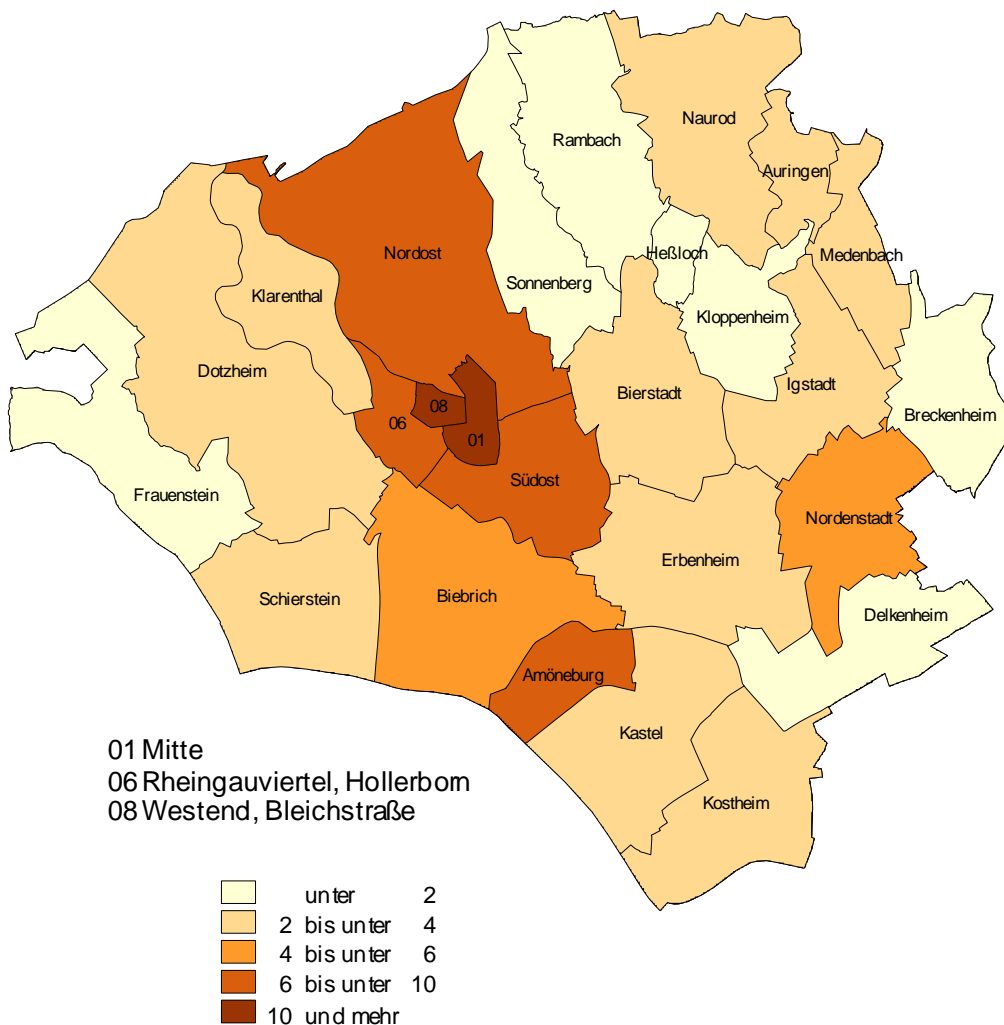 Naurod
Rambach
Auringen
Nordost
Heßloch
Medenbach
Sonnenberg
Klarenthal
Kloppenheim
Dotzheim
Bierstadt
Igstadt
08
Breckenheim
06
01
Südost
Frauenstein
Nordenstadt
Erbenheim
Schierstein
Biebrich
Delkenheim
Amöneburg
Kastel
Kostheim
01 Mitte
06 Rheingauviertel, Hollerborn
08 Westend, Bleichstraße
unter 2
2 bis unter 4
4 bis unter 6
6 bis unter 10
10 und mehr